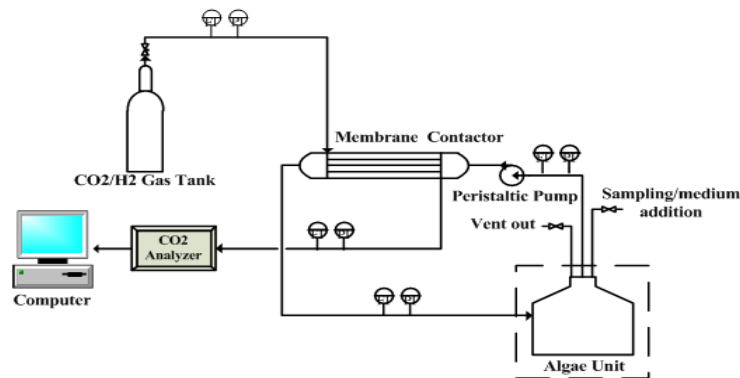 Membrane Contactor
CO2/H2 Gas Tank
Peristaltic Pump
Sampling/medium
addition
Vent out
CO2
Analyzer
Computer
Algae Unit